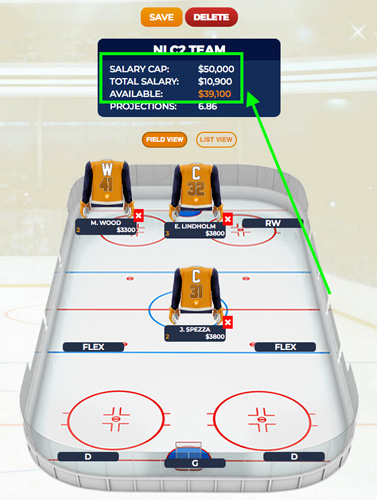 SAVE DELETE
NLC2 TEAM
SALARY CAP: $50,000
TOTAL SALARY: $10,900
AVAILABLE: $39,100
PROJECTIONS: 6.86
FIELD VIEW LIST VIEW
W C
41 32
M. WOOD E. LINDHOLM RW
2 $3300 3 $3800
C
31
J. SPEZZA
2 $3800
FLEX FLEX
D G D